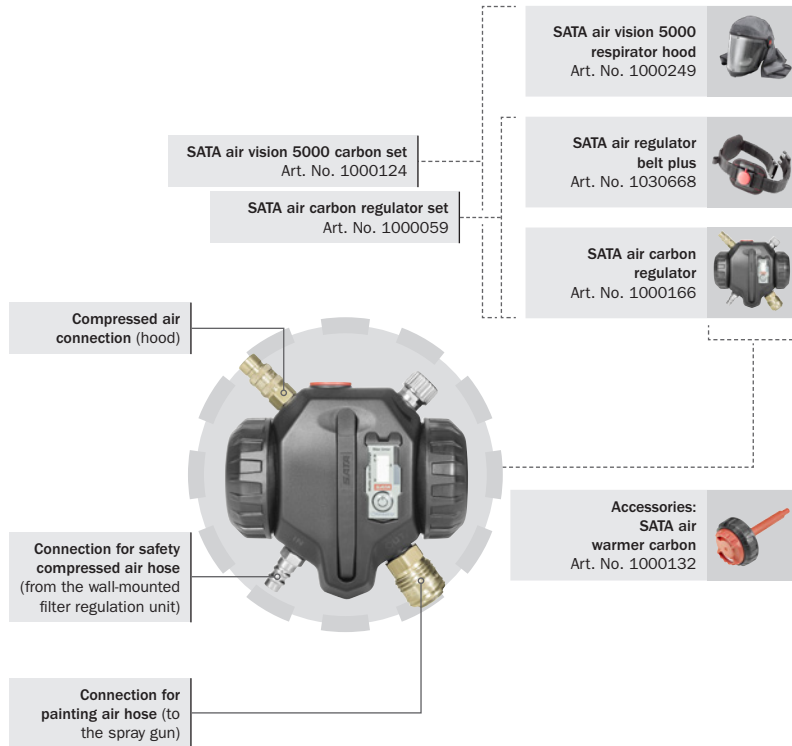 SATA air vision 5000
respirator hood
Art. No. 1000249
SATA air vision 5000 carbon set
Art. No. 1000124
SATA air regulator
belt plus
Art. No. 1030668
SATA air carbon regulator set
Art. No. 1000059
SATA air carbon
regulator
Art. No. 1000166
Compressed air
connection (hood)
SATA
IN
Connection for safety
compressed air hose
(from the wall-mounted
filter regulation unit)
Accessories:
SATA air
warmer carbon
Art. No. 1000132
Connection for
painting air hose (to
the spray gun)